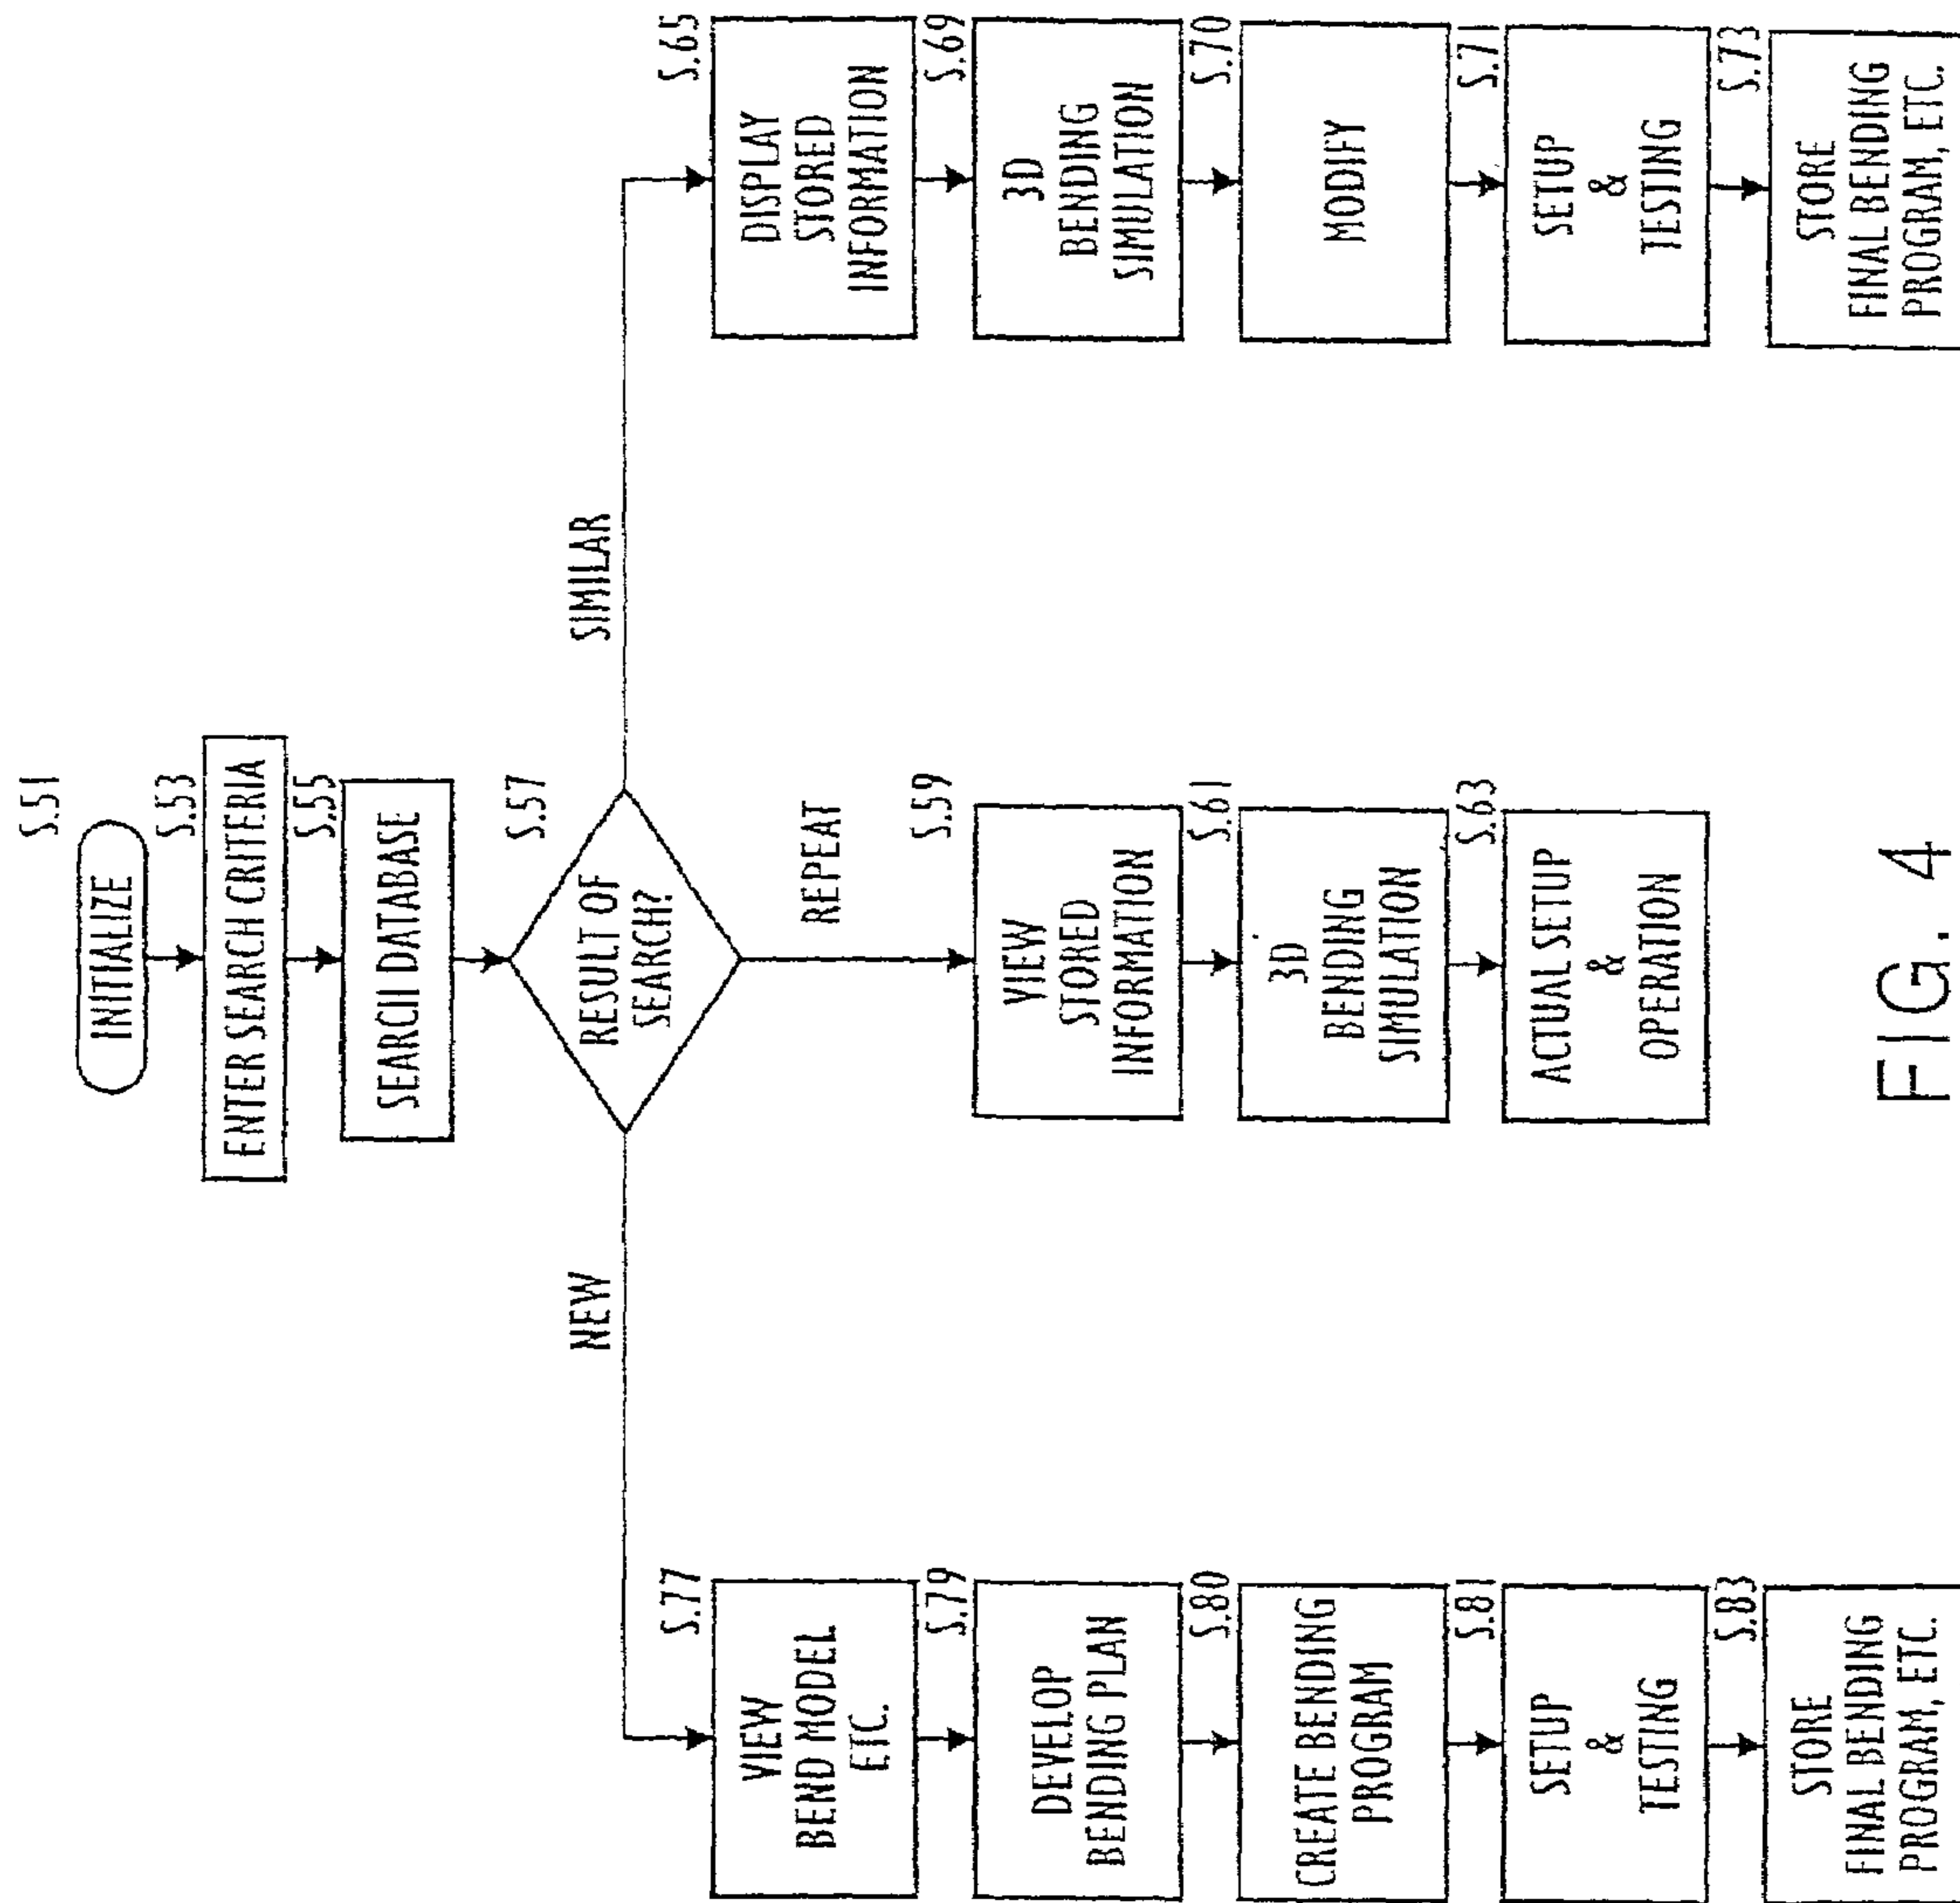 S.51
INITIALIZE
S.53
ENTER SEARCH CRITERIA
S.55
SEARCH DATABASE
S.57
RESULT OF
SEARCH?
NEW
REPEAT
SIMILAR
S.77
VIEW
BEND MODEL
ETC.
S.79
DEVELOP
BENDING PLAN
S.80
CREATE BENDING
PROGRAM
S.81
SETUP
&
TESTING
S.83
STORE
FINAL BENDING
PROGRAM, ETC.
S.59
VIEW
STORED
INFORMATION
S.61
3D
BENDING
SIMULATION
S.63
ACTUAL SETUP
&
OPERATION
S.65
DISPLAY
STORED
INFORMATION
S.69
3D
BENDING
SIMULATION
S.70
MODIFY
S.71
SETUP
&
TESTING
S.73
STORE
FINAL BENDING
PROGRAM, ETC.
FIG. 4